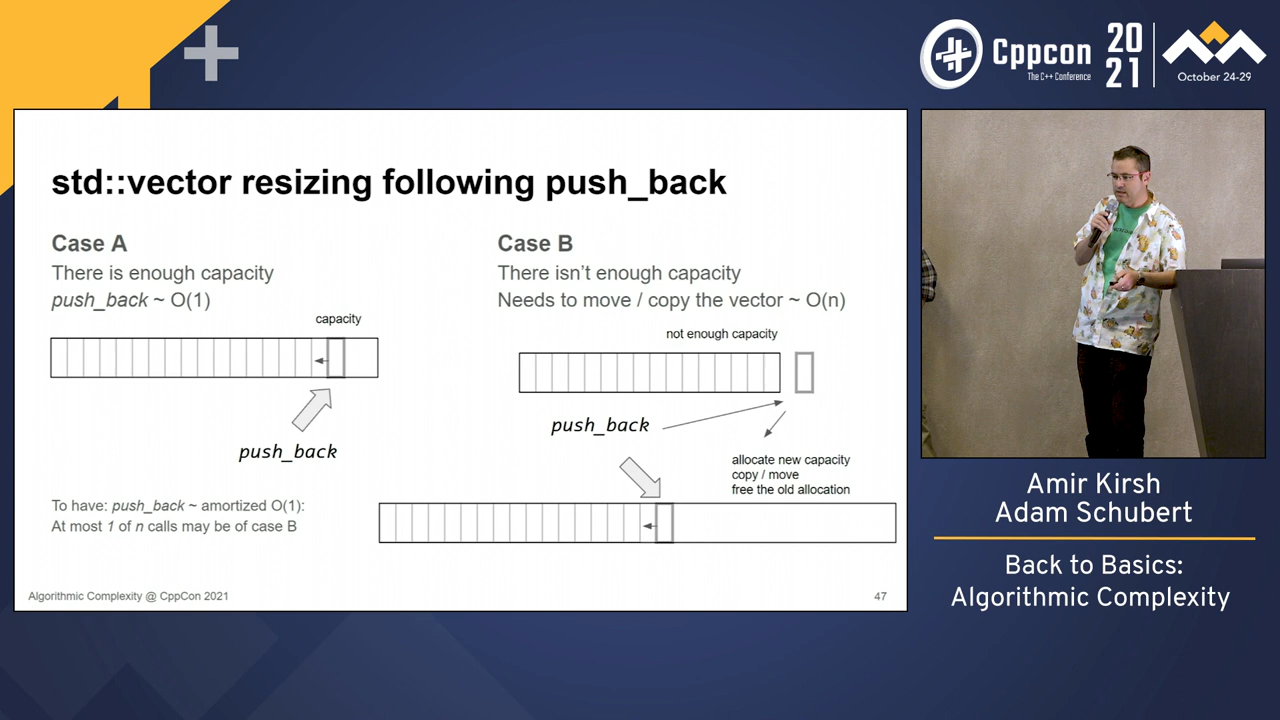 Cppcon
The C++ Conference
20
21
October 24-29
std::vector resizing following push_back
Case A
There is enough capacity
push_back ~ O(1)
capacity
push_back
To have: push_back ~ amortized O(1):
At most 1 of n calls may be of case B
Case B
There isn't enough capacity
Needs to move / copy the vector ~ O(n)
not enough capacity
push_back
allocate new capacity
copy / move
free the old allocation
Algorithmic Complexity @ CppCon 2021
47
Amir Kirsh
Adam Schubert
Back to Basics:
Algorithmic Complexity